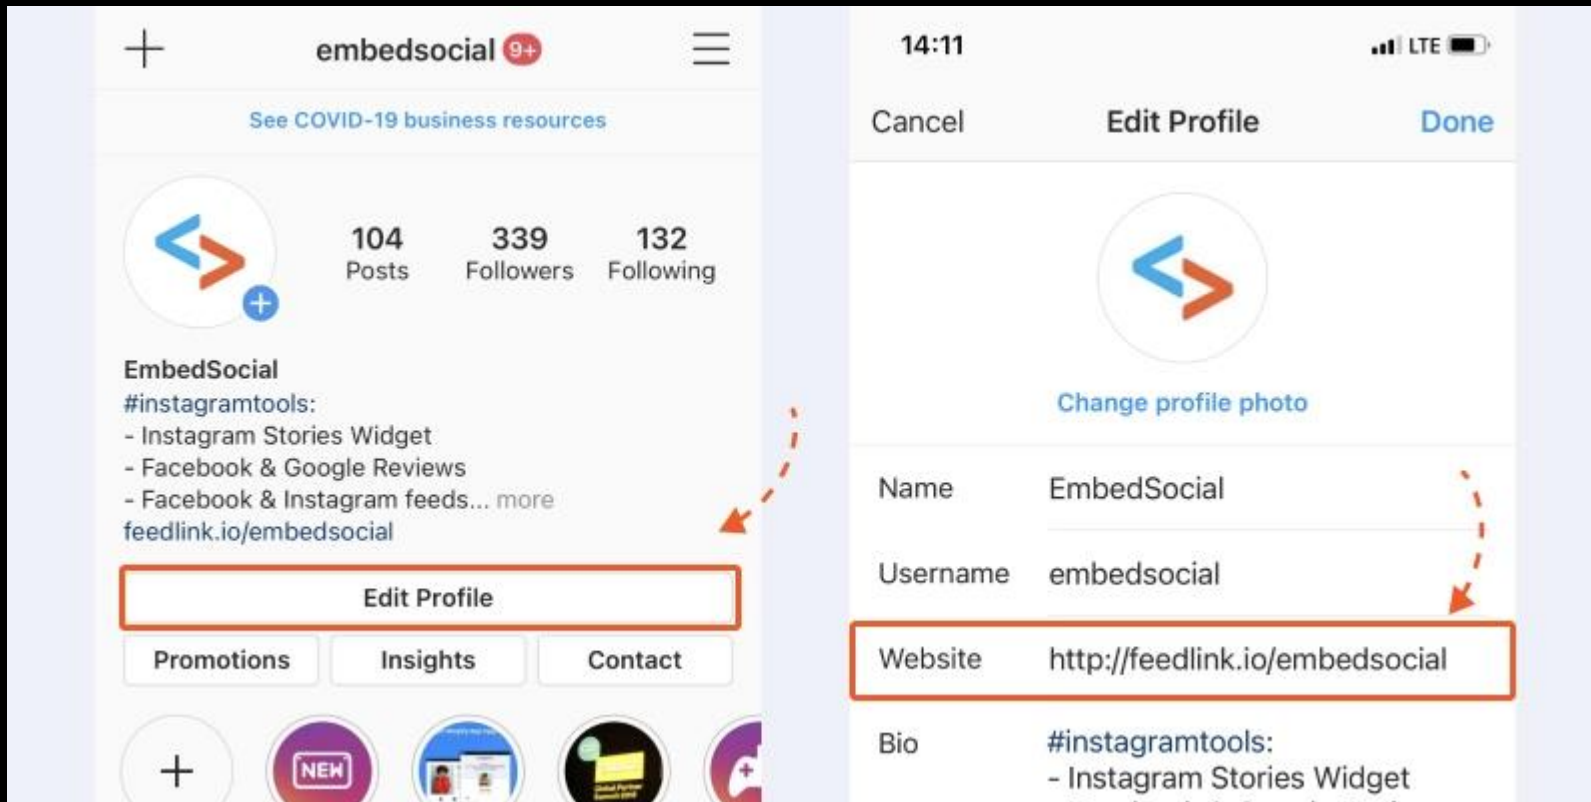 embedsocial 9+
See COVID-19 business resources
104 339 132
Posts Followers Following
EmbedSocial
#instagramtools:
- Instagram Stories Widget
- Facebook & Google Reviews
- Facebook & Instagram feeds... more
feedlink.io/embedsocial
Edit Profile
Promotions Insights Contact
NEW
14:11 LTE
Cancel Edit Profile Done
Change profile photo
Name EmbedSocial
Username embedsocial
Website http://feedlink.io/embedsocial
Bio #instagramtools:
- Instagram Stories Widget